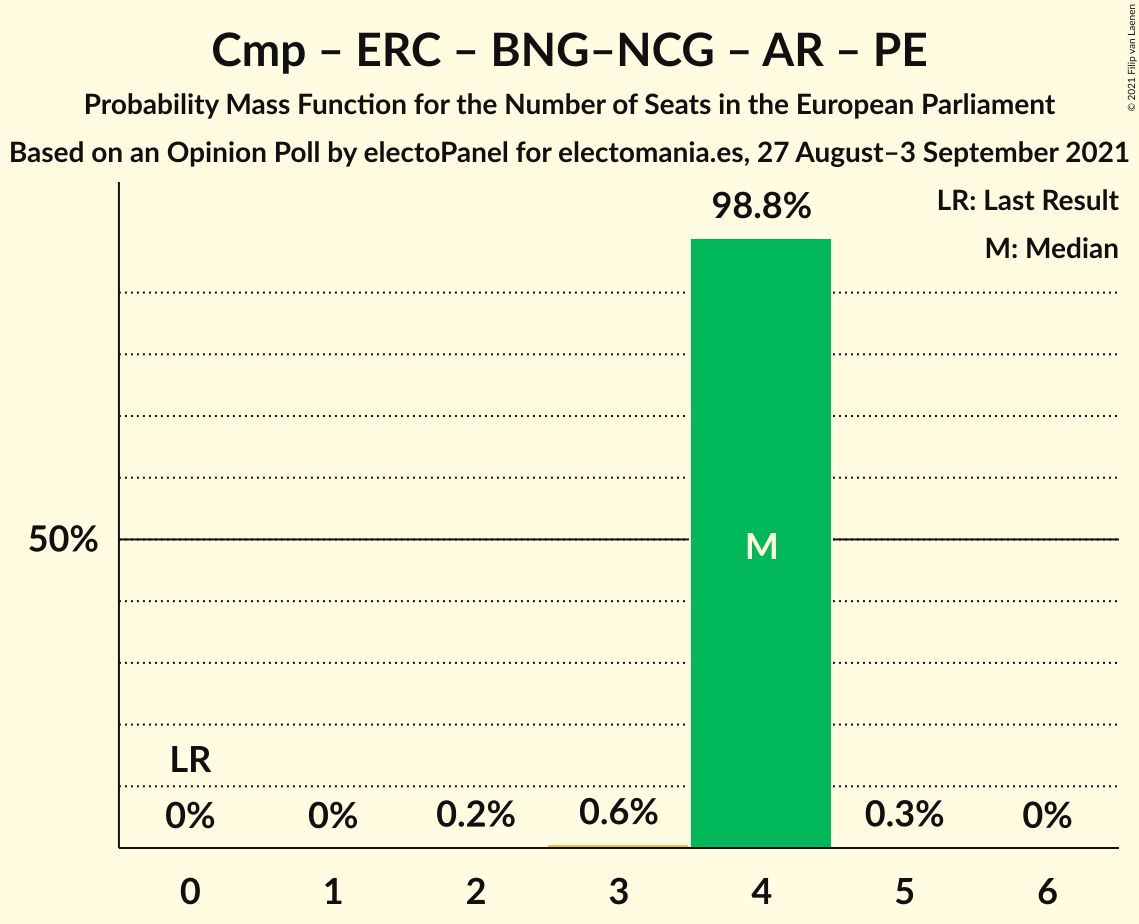 Cmp – ERC – BNG–NCG – AR – PE
Probability Mass Function for the Number of Seats in the European Parliament
Based on an Opinion Poll by electoPanel for electomania.es, 27 August–3 September 2021
© 2021 Filip van Laenen
LR: Last Result
M: Median
98.8%
50%
M
LR
0%
0%
0.2%
0.6%
0.3%
0%
0
1
2
3
4
5
6